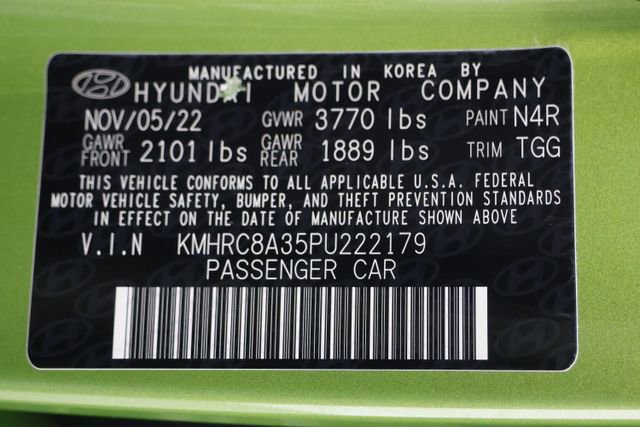 MANUFACTURED IN KOREA BY
HYUNDAI MOTOR COMPANY
NOV/05/22 GVWR 3770 lbs PAINT N4R
GAWR FRONT 2101 lbs GAWR REAR 1889 lbs TRIM TGG
THIS VEHICLE CONFORMS TO ALL APPLICABLE U.S.A. FEDERAL
MOTOR VEHICLE SAFETY, BUMPER, AND THEFT PREVENTION STANDARDS
IN EFFECT ON THE DATE OF MANUFACTURE SHOWN ABOVE
V.I.N KMHRC8A35PU222179
PASSENGER CAR